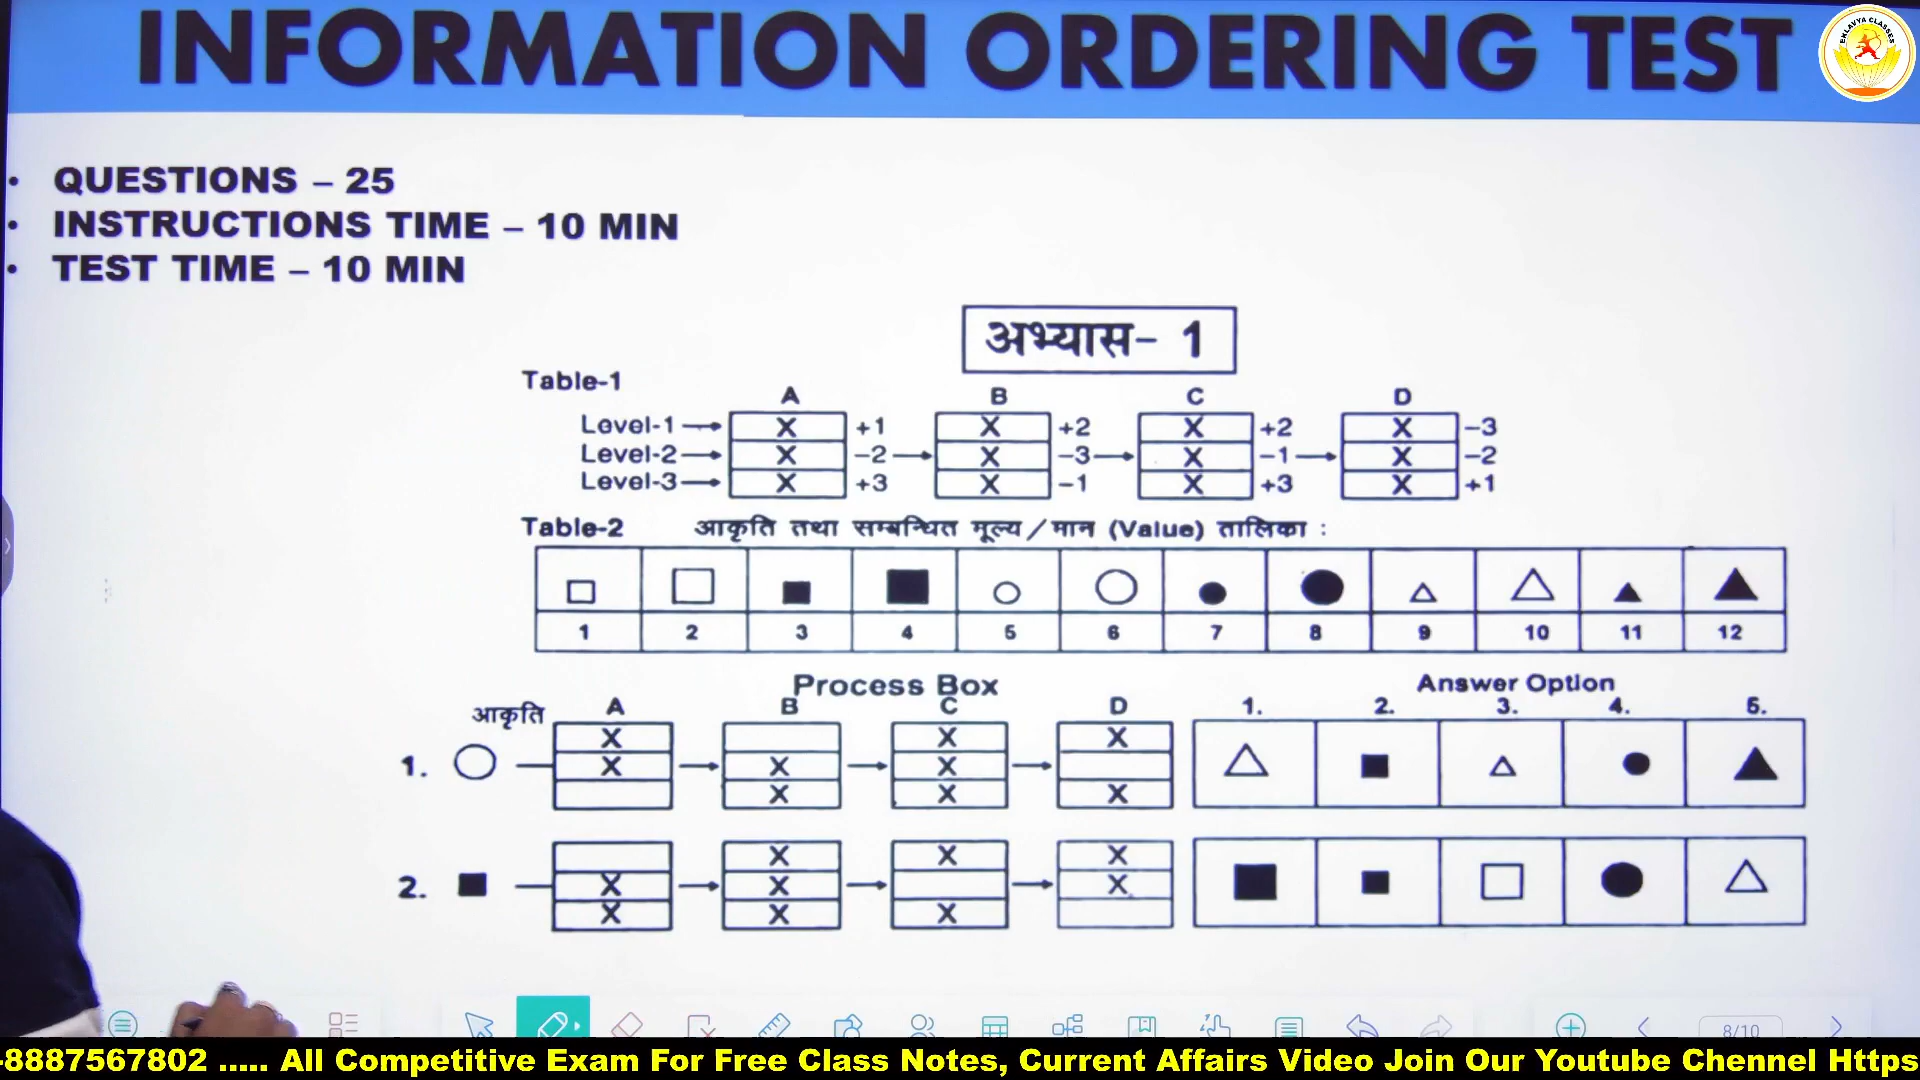 INFORMATION ORDERING TEST
EKLAVYA CLASSES
• QUESTIONS – 25
• INSTRUCTIONS TIME – 10 MIN
• TEST TIME – 10 MIN
अभ्यास- 1
Table-1
A B C D
Level-1 X +1 X +2 X +2 X -3
Level-2 X -2 X -3 X -1 X -2
Level-3 X +3 X -1 X +3 X +1
Table-2 आकृति तथा सम्बन्धित मूल्य / मान (Value) तालिका :
1 2 3 4 5 6 7 8 9 10 11 12
Process Box Answer Option
आकृति A B C D 1. 2. 3. 4. 5.
X X X
1. X X X
X X X
X X X
2. X X X
X X X
8/10
-8887567802 ..... All Competitive Exam For Free Class Notes, Current Affairs Video Join Our Youtube Chennel Https